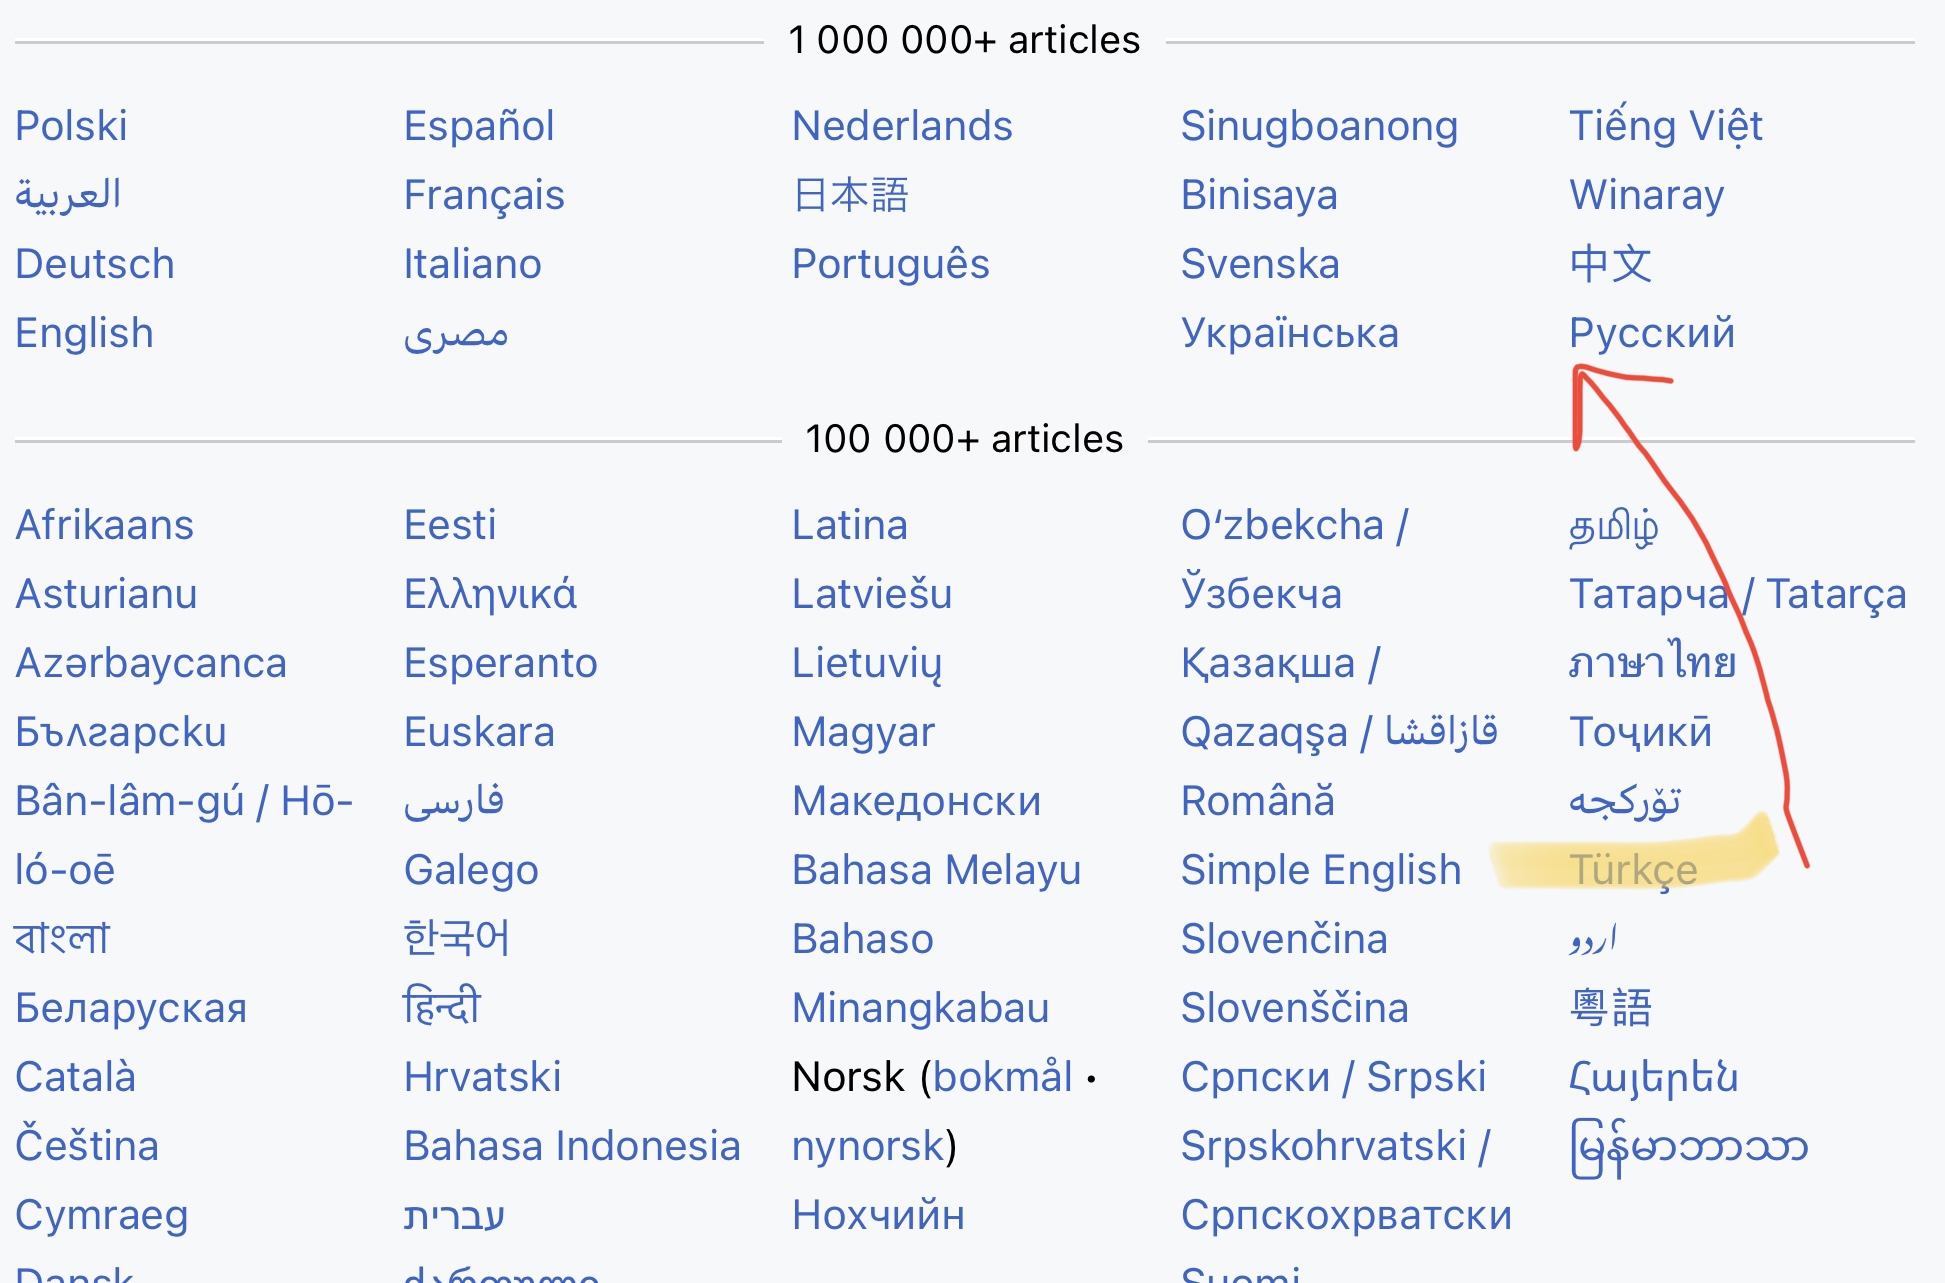 1 000 000+ articles
Polski
العربية
Deutsch
English
Español
Français
Italiano
مصرى
Nederlands
日本語
Português
Sinugboanong
Binisaya
Svenska
Українська
Tiếng Việt
Winaray
中文
Русский
100 000+ articles
Afrikaans
Asturianu
Azərbaycanca
Български
Bân-lâm-gú / Hō-
ló-oē
বাংলা
Беларуская
Català
Čeština
Cymraeg
Dansk
Eesti
Ελληνικά
Esperanto
Euskara
فارسی
Galego
한국어
हिन्दी
Hrvatski
Bahasa Indonesia
עברית
ქართული
Latina
Latviešu
Lietuvių
Magyar
Македонски
Bahasa Melayu
Bahaso
Minangkabau
Norsk (bokmål •
nynorsk)
Нохчийн
Oʻzbekcha /
Ўзбекча
Қазақша /
Qazaqşa / قازاقشا
Română
Simple English
Slovenčina
Slovenščina
Српски / Srpski
Srpskohrvatski /
Српскохрватски
Suomi
தமிழ்
Татарча / Tatarça
ภาษาไทย
Тоҷикӣ
تۆرکجه
Türkçe
اردو
粵語
Հայերեն
မြန်မာဘာသာ